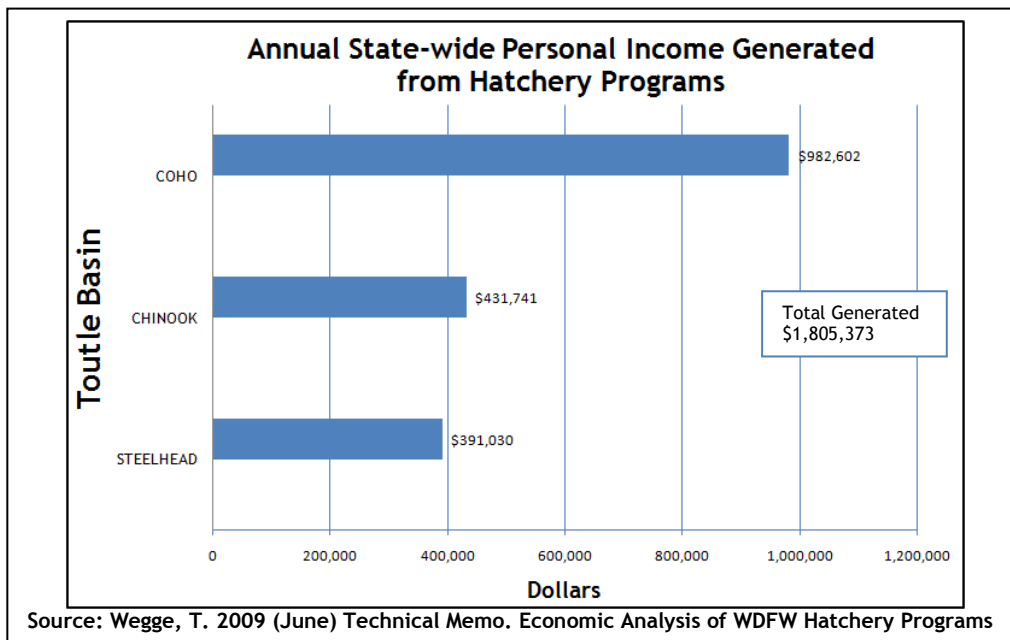 Annual State-wide Personal Income Generated
from Hatchery Programs
Toutle Basin
COHO
$982,602
CHINOOK
$431,741
Total Generated
$1,805,373
STEELHEAD
$391,030
0 200,000 400,000 600,000 800,000 1,000,000 1,200,000
Dollars
Source: Wegge, T. 2009 (June) Technical Memo. Economic Analysis of WDFW Hatchery Programs